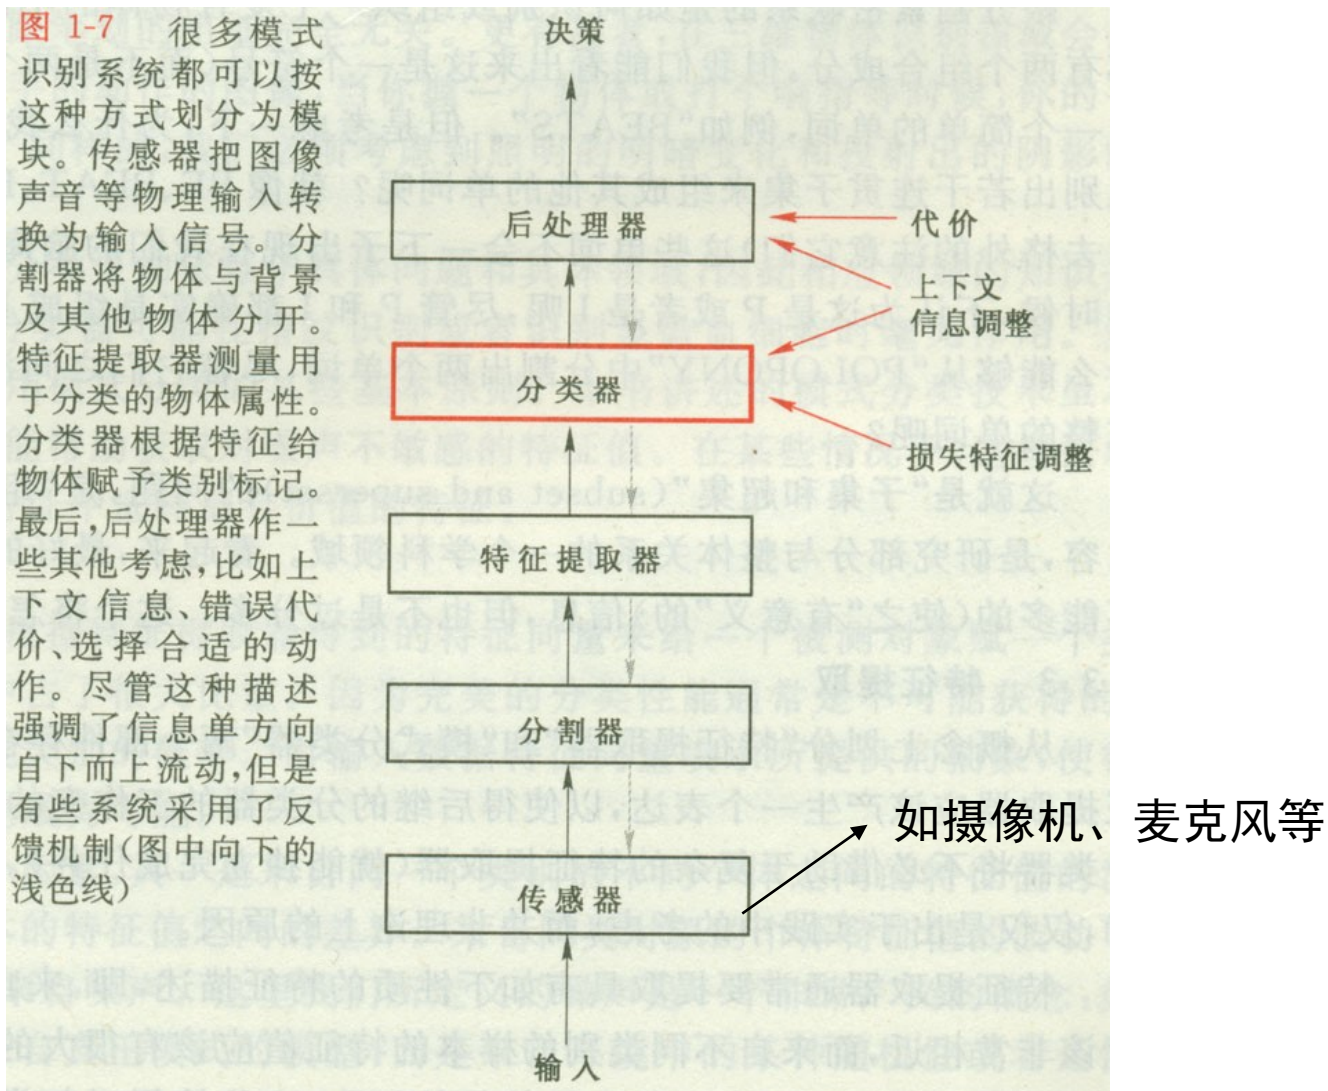 图 1-7 很多模式
识别系统都可以按
这种方式划分为模
块。传感器把图像
声音等物理输入转
换为输入信号。分
割器将物体与背景
及其他物体分开。
特征提取器测量用
于分类的物体属性。
分类器根据特征给
物体赋予类别标记。
最后,后处理器作一
些其他考虑,比如上
下文信息、错误代
价、选择合适的动
作。尽管这种描述
强调了信息单方向
自下而上流动,但是
有些系统采用了反
馈机制(图中向下的
浅色线)
决策
后处理器
代价
上下文
信息调整
分类器
损失特征调整
特征提取器
分割器
如摄像机、麦克风等
传感器
输入